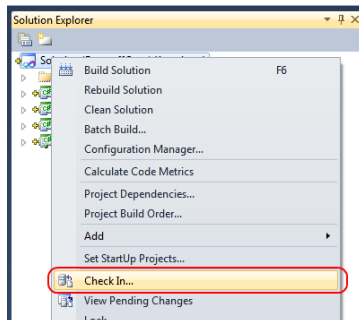 Solution Explorer
Build Solution F6
Rebuild Solution
Clean Solution
Batch Build...
Configuration Manager...
Calculate Code Metrics
Project Dependencies...
Project Build Order...
Add
Set StartUp Projects...
Check In...
View Pending Changes